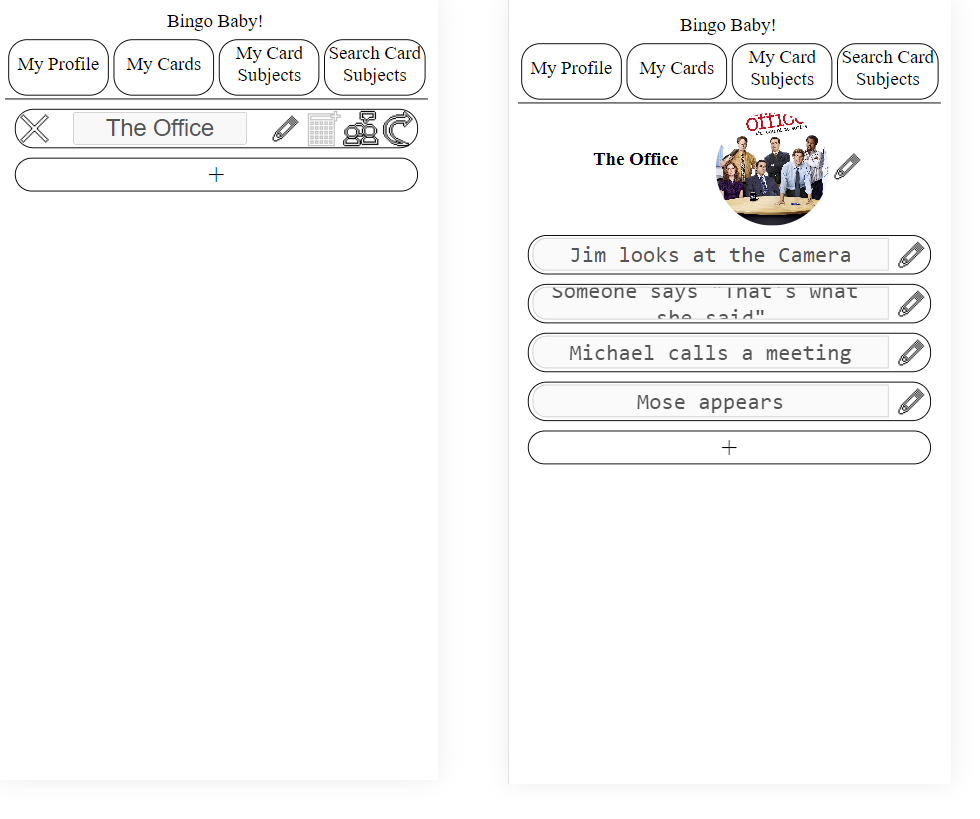 Bingo Baby!
My Profile
My Cards
My Card
Subjects
Search Card
Subjects
The Office
+
Bingo Baby!
My Profile
My Cards
My Card
Subjects
Search Card
Subjects
The Office
office
Jim looks at the Camera
Someone says "That's what
she said"
Michael calls a meeting
Mose appears
+